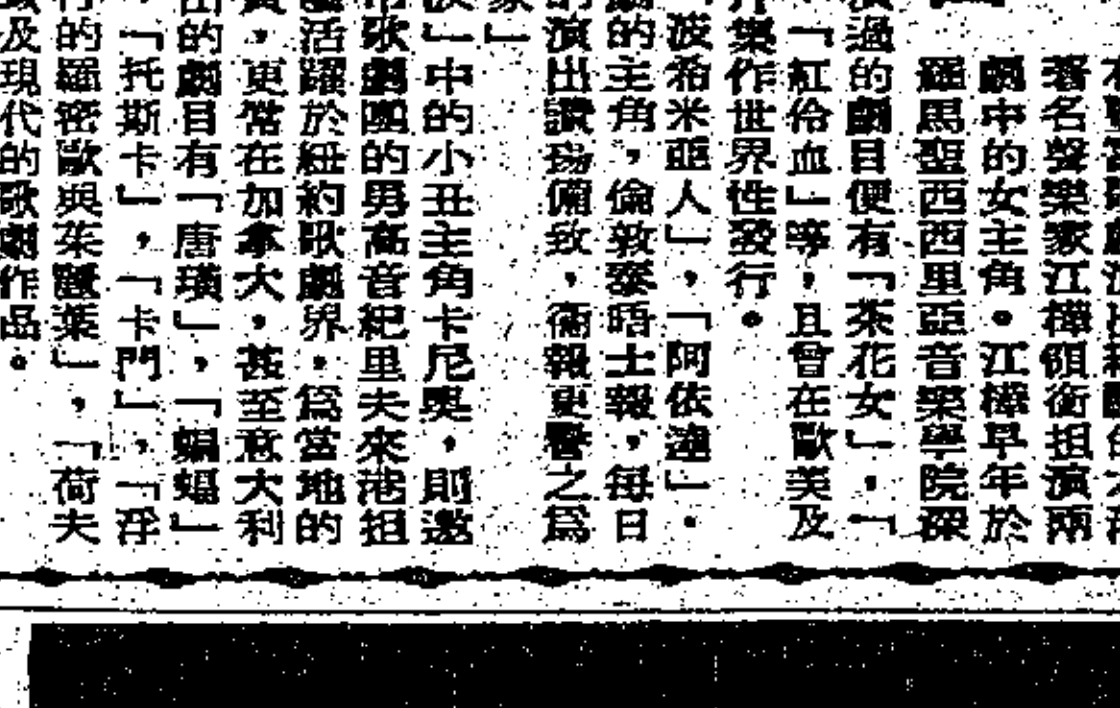 著名聲樂家江樺領銜担演兩
劇中的女主角。江樺早年於
羅馬聖西西里亞音樂學院深
演過的劇目便有「茶花女」,「
「紅伶血」等,且曾在歐美及
集作世界性發行。
波希米亞人」,「阿依達」.
的主角,倫敦泰晤士報,每日
的演出讚揚備致,衞報更譽之爲
家」
」中的小丑主角卡尼奥,則邀
歌劇團的男高音紀里夫來港担
活躍於紐約歌劇界,爲當地的
,更常在加拿大,甚至意大利
的劇目有「唐璜」,「蝙蝠」
「托斯卡」,「卡門」,「浮
的羅密歐與茱麗葉」,「荷夫
及現代的歌劇作品。